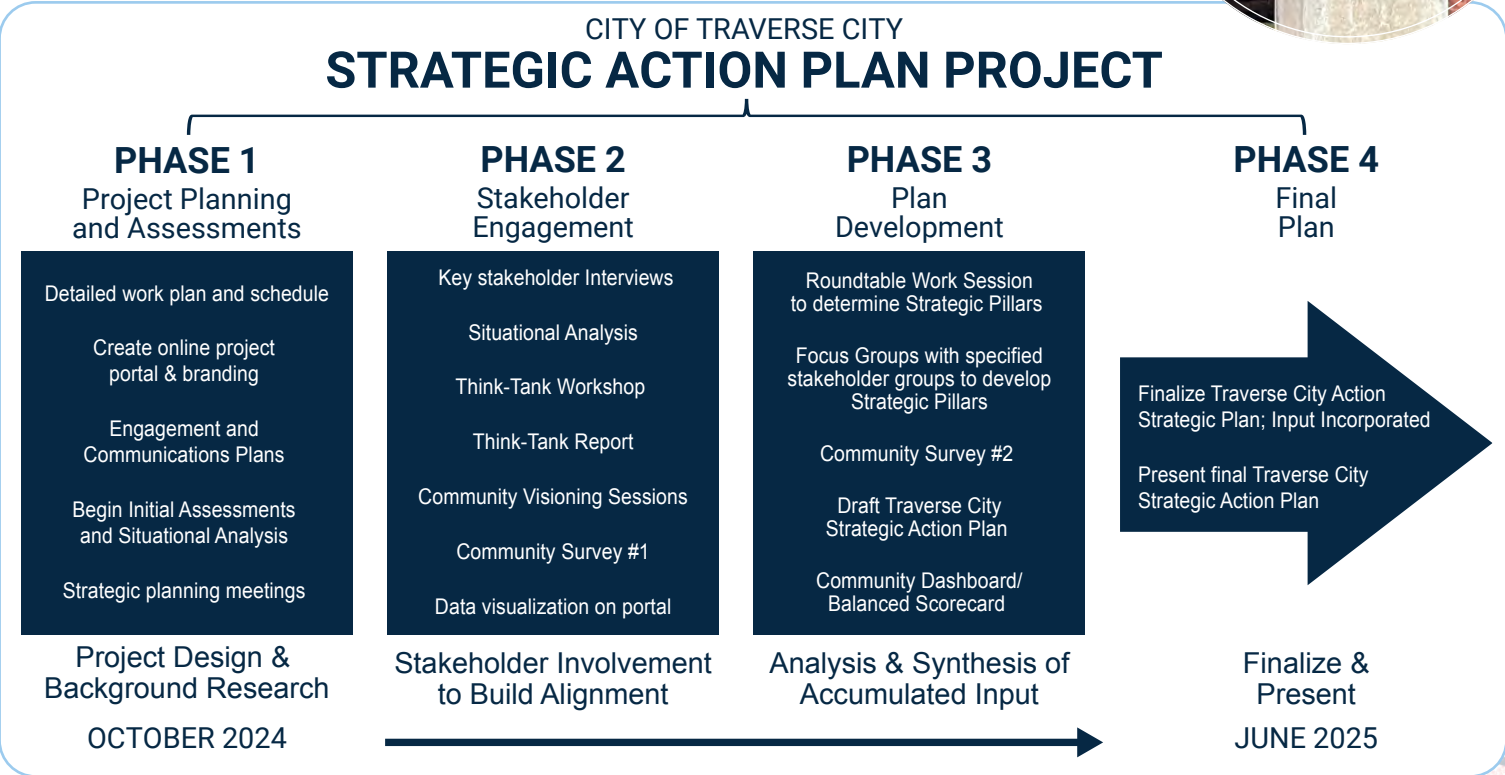 CITY OF TRAVERSE CITY
STRATEGIC ACTION PLAN PROJECT
PHASE 1
Project Planning
and Assessments
Detailed work plan and schedule
Create online project
portal & branding
Engagement and
Communications Plans
Begin Initial Assessments
and Situational Analysis
Strategic planning meetings
Project Design &
Background Research
OCTOBER 2024
PHASE 2
Stakeholder
Engagement
Key stakeholder Interviews
Situational Analysis
Think-Tank Workshop
Think-Tank Report
Community Visioning Sessions
Community Survey #1
Data visualization on portal
Stakeholder Involvement
to Build Alignment
PHASE 3
Plan
Development
Roundtable Work Session
to determine Strategic Pillars
Focus Groups with specified
stakeholder groups to develop
Strategic Pillars
Community Survey #2
Draft Traverse City
Strategic Action Plan
Community Dashboard/
Balanced Scorecard
Analysis & Synthesis of
Accumulated Input
PHASE 4
Final
Plan
Finalize Traverse City Action
Strategic Plan; Input Incorporated
Present final Traverse City
Strategic Action Plan
Finalize &
Present
JUNE 2025